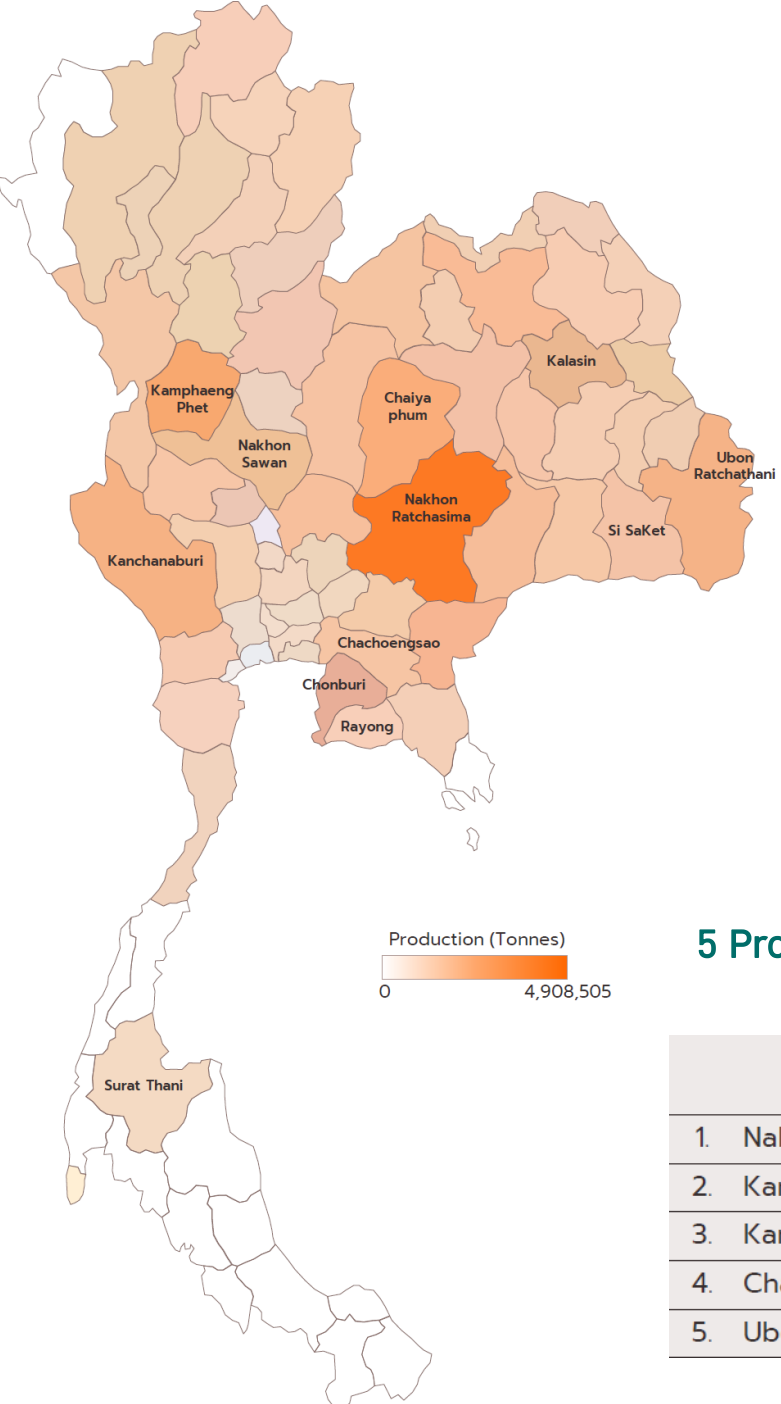 Kamphaeng
Phet
Nakhon
Sawan
Chaiya
phum
Kalasin
Ubon
Ratchathani
Nakhon
Ratchasima
Si SaKet
Kanchanaburi
Chachoengsao
Chonburi
Rayong
Production (Tonnes)
0 4,908,505
5 Pro
Surat Thani
1. Nal
2. Kar
3. Kar
4. Cha
5. Ub